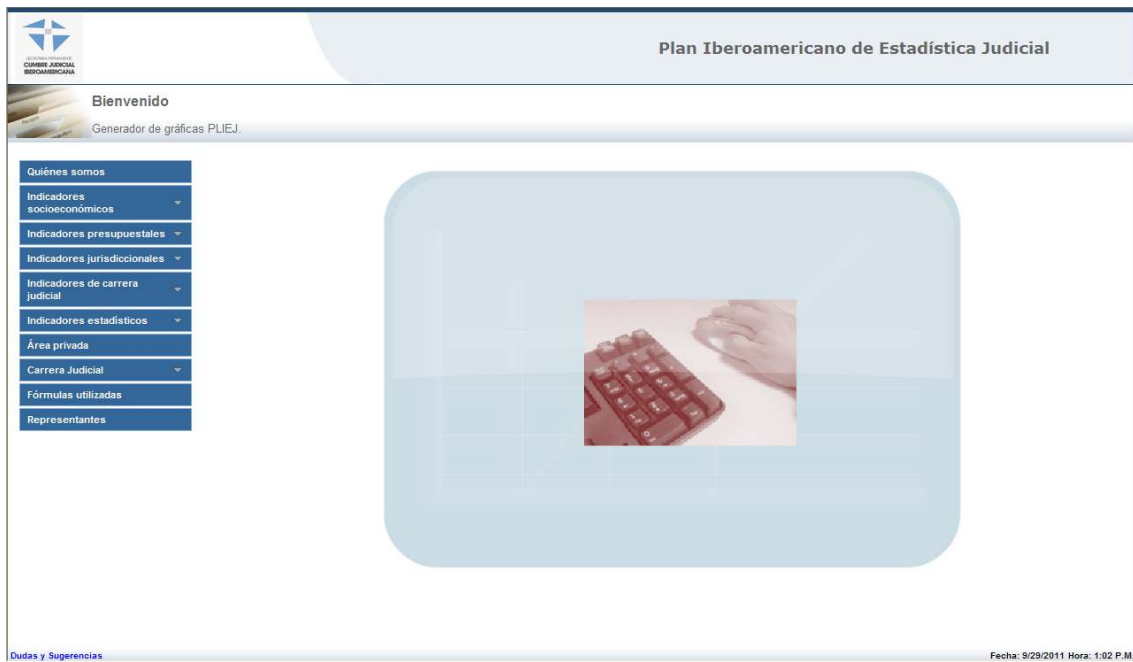 CUMBRE JUDICIAL
IBEROAMERICANA
Plan Iberoamericano de Estadística Judicial
Bienvenido
Generador de gráficas PLIEJ.
Quiénes somos
Indicadores
socioeconómicos
Indicadores presupuestales
Indicadores jurisdiccionales
Indicadores de carrera
judicial
Indicadores estadísticos
Área privada
Carrera Judicial
Fórmulas utilizadas
Representantes
Dudas y Sugerencias
Fecha: 9/29/2011 Hora: 1:02 P.M